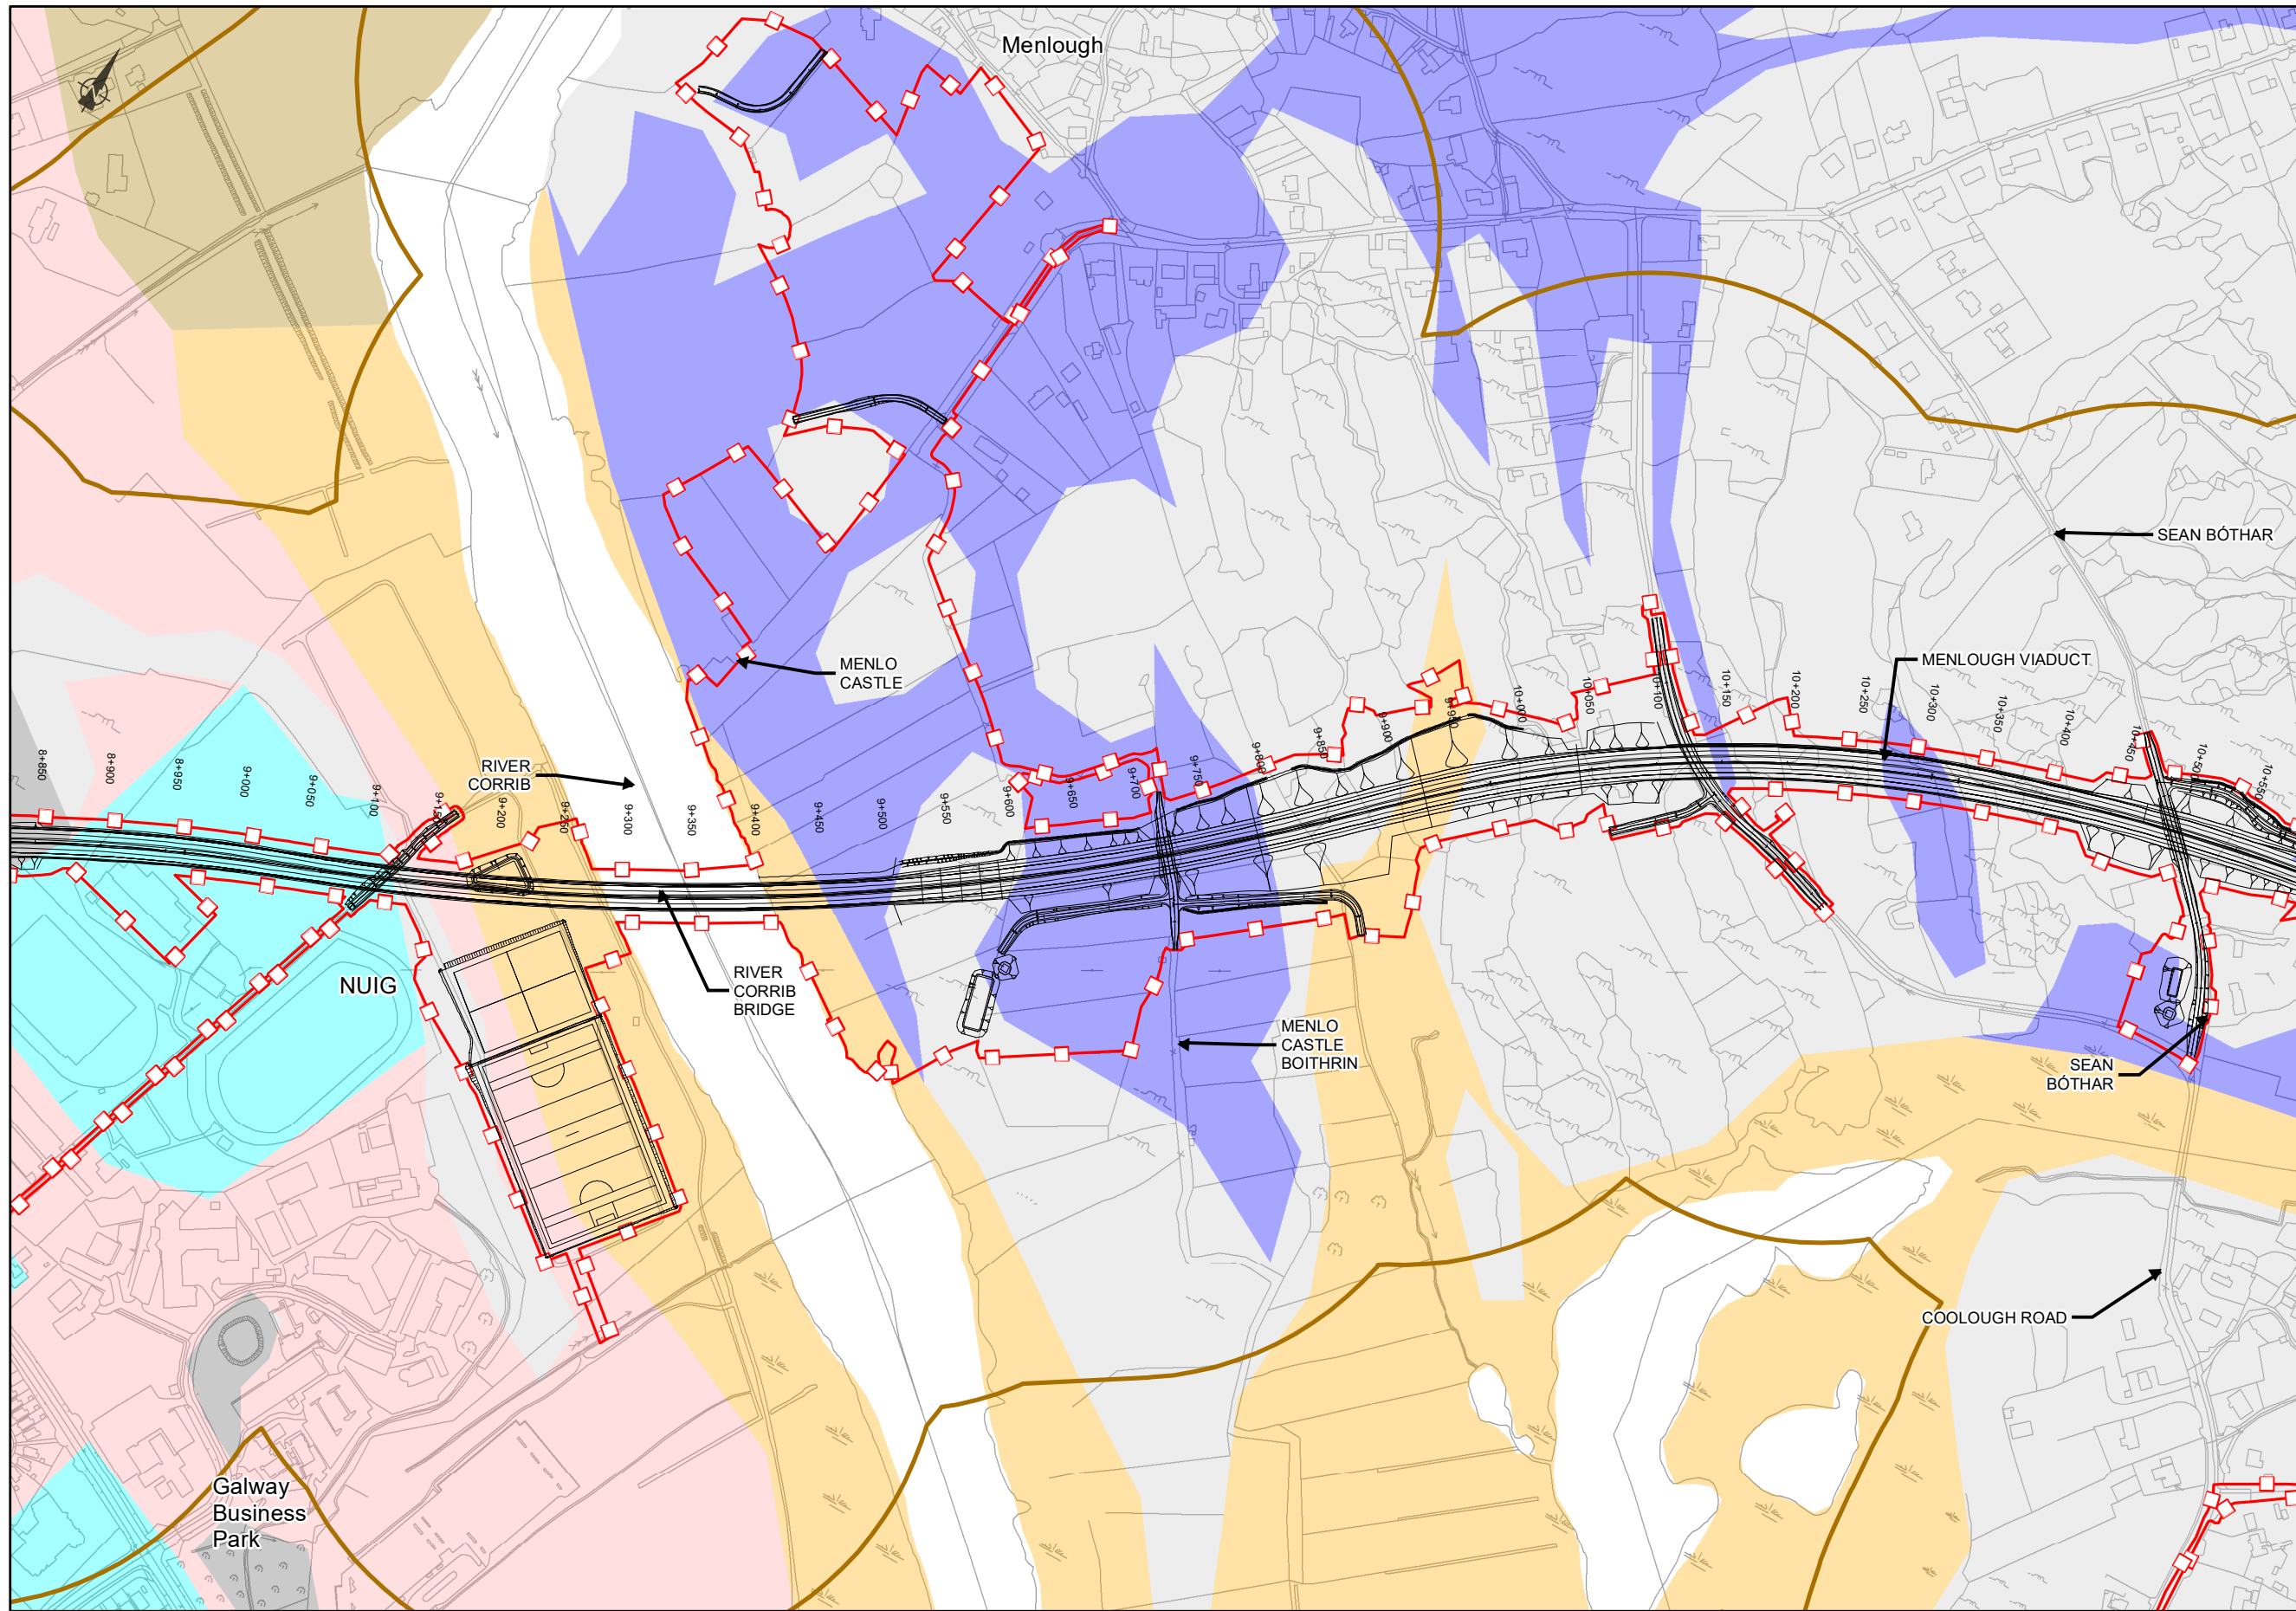 Menlough
SEAN BÓTHAR
MENLO
CASTLE
MENLOUGH VIADUCT
RIVER
CORRIB
8+850
8+900
8+950
9+000
9+050
9+100
9+150
9+200
9+250
9+300
9+350
9+400
9+450
9+500
9+550
9+600
9+650
9+700
9+750
9+800
9+850
9+900
9+950
10+000
10+050
10+100
10+150
10+200
10+250
10+300
10+350
10+400
10+450
10+500
10+550
NUIG
RIVER
CORRIB
BRIDGE
MENLO
CASTLE
BOITHRIN
SEAN
BÓTHAR
COOLOUGH ROAD
Galway
Business
Park